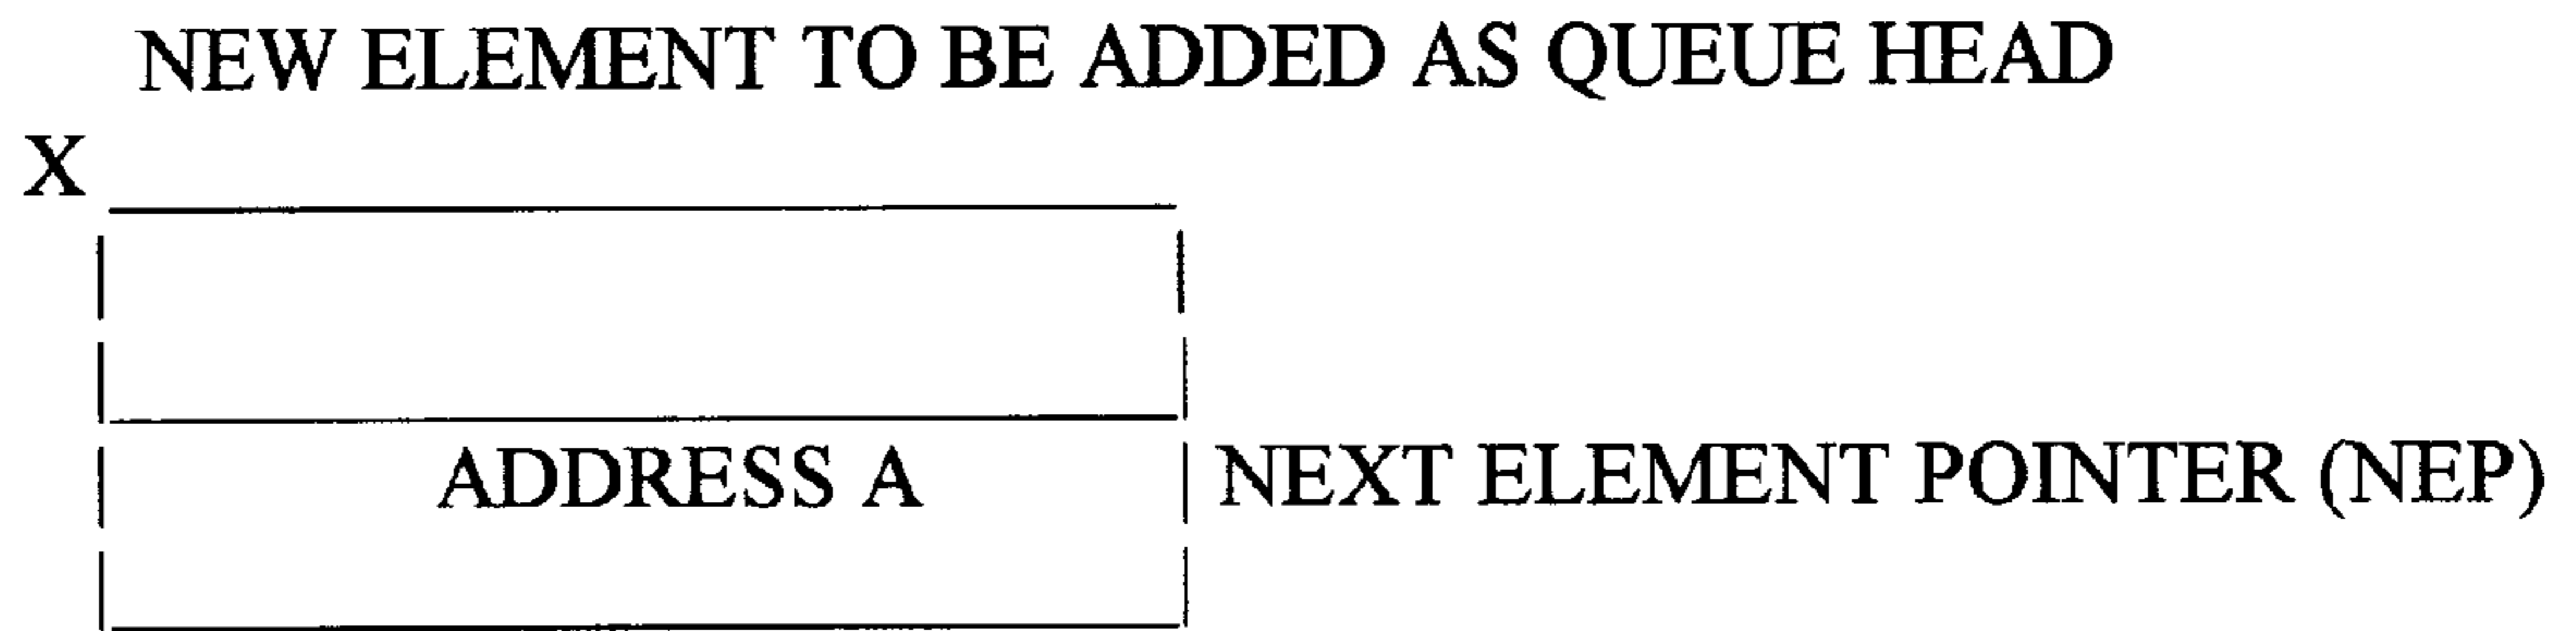 NEW ELEMENT TO BE ADDED AS QUEUE HEAD
X
ADDRESS A NEXT ELEMENT POINTER (NEP)